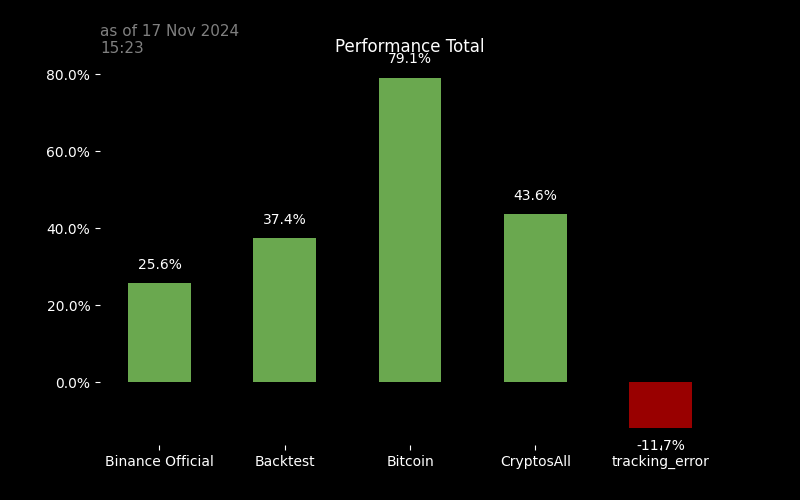 as of 17 Nov 2024
15:23
Performance Total
79.1%
80.0%
60.0%
43.6%
40.0%
37.4%
25.6%
20.0%
0.0%
-11.7%
Binance Official
Backtest
Bitcoin
CryptosAll
tracking_error